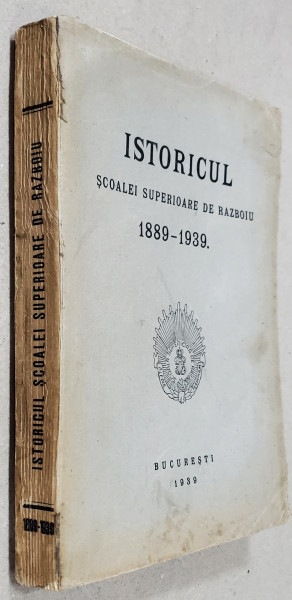 ISTORICUL
ȘCOALEI SUPERIOARE DE RAZBOIU
1889-1939.
BUCUREȘTI
1939
ISTORICUL ȘCOALEI SUPERIOARE DE RAZBOIU
1889-1939